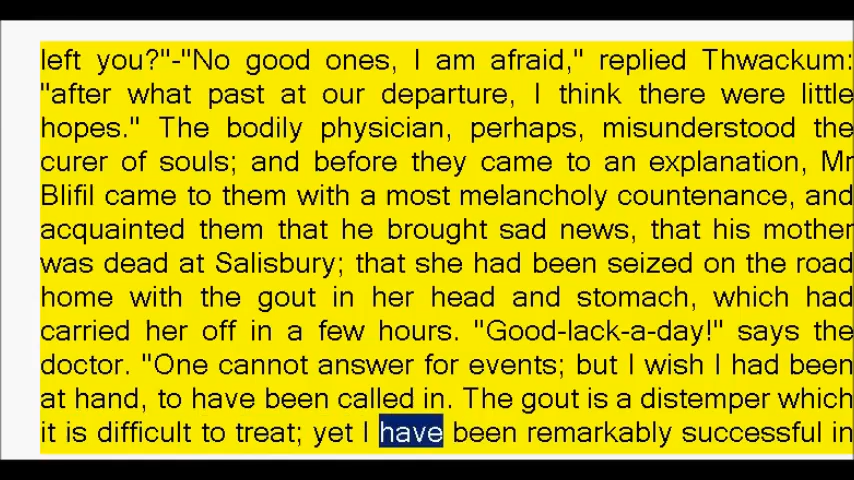 left you?"-"No good ones, I am afraid," replied Thwackum:
"after what past at our departure, I think there were little
hopes." The bodily physician, perhaps, misunderstood the
curer of souls; and before they came to an explanation, Mr
Blifil came to them with a most melancholy countenance, and
acquainted them that he brought sad news, that his mother
was dead at Salisbury; that she had been seized on the road
home with the gout in her head and stomach, which had
carried her off in a few hours. "Good-lack-a-day!" says the
doctor. "One cannot answer for events; but I wish I had been
at hand, to have been called in. The gout is a distemper which
it is difficult to treat; yet I have been remarkably successful in